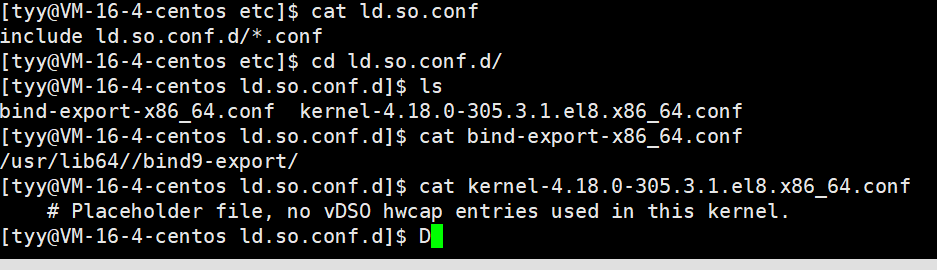 [tyy@VM-16-4-centos etc]$ cat ld.so.conf
include ld.so.conf.d/*.conf
[tyy@VM-16-4-centos etc]$ cd ld.so.conf.d/
[tyy@VM-16-4-centos ld.so.conf.d]$ ls
bind-export-x86_64.conf  kernel-4.18.0-305.3.1.el8.x86_64.conf
[tyy@VM-16-4-centos ld.so.conf.d]$ cat bind-export-x86_64.conf
/usr/lib64//bind9-export/
[tyy@VM-16-4-centos ld.so.conf.d]$ cat kernel-4.18.0-305.3.1.el8.x86_64.conf
    # Placeholder file, no vDSO hwcap entries used in this kernel.
[tyy@VM-16-4-centos ld.so.conf.d]$ D